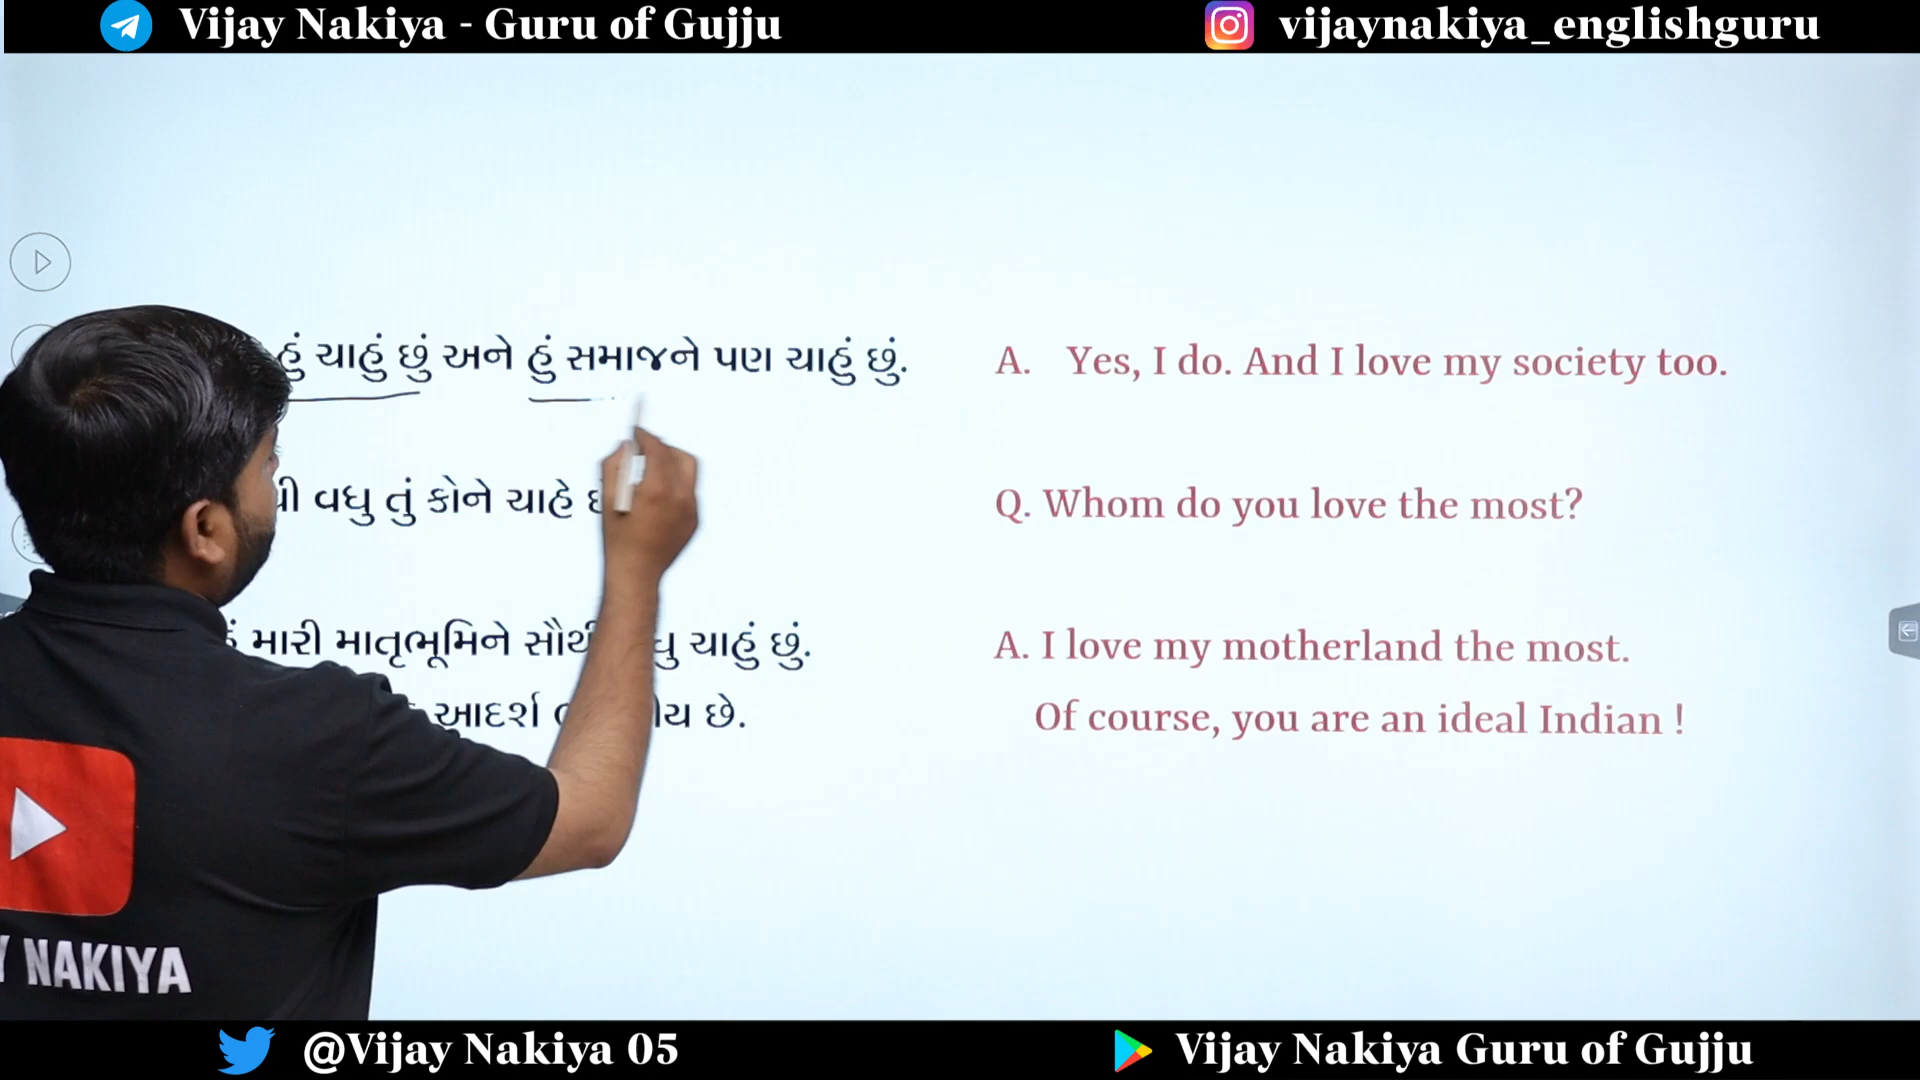 Vijay Nakiya - Guru of Gujju
vijaynakiya_englishguru
હું ચાહું છું અને હું સમાજને પણ ચાહું છું.
A. Yes, I do. And I love my society too.
વધુ તું કોને ચાહે
Q. Whom do you love the most?
મારી માતૃભૂમિને ચાહું છું.
A. I love my motherland the most.
આદર્શ છે.
Of course, you are an ideal Indian !
NAKIYA
@Vijay Nakiya 05
Vijay Nakiya Guru of Gujju